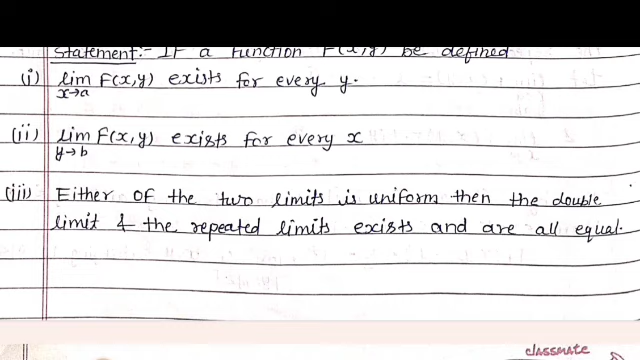 Statement:- If a function F(x,y) be defined
(i) lim F(x,y) exists for every y.
x→a
(ii) lim F(x,y) exists for every x
y→b
(iii) Either of the two limits is uniform then the double
limit & the repeated limits exists and are all equal.
classmate